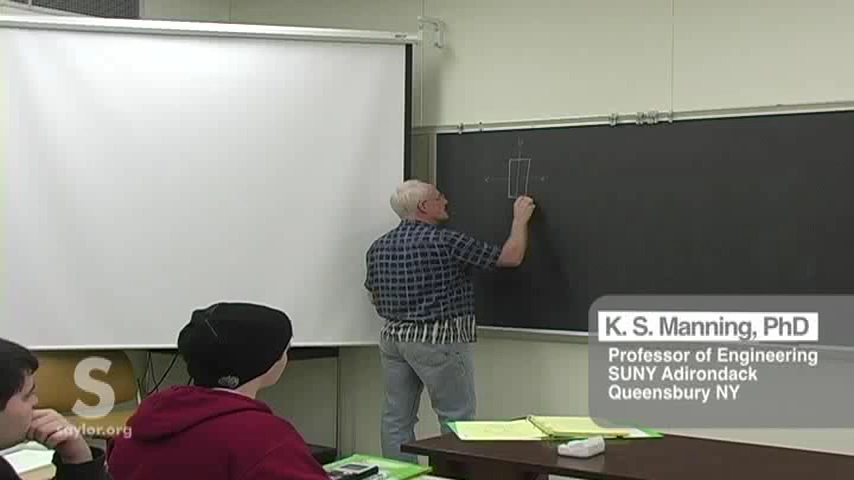 K. S. Manning, PhD
Professor of Engineering
SUNY Adirondack
Queensbury NY
S
saylor.org